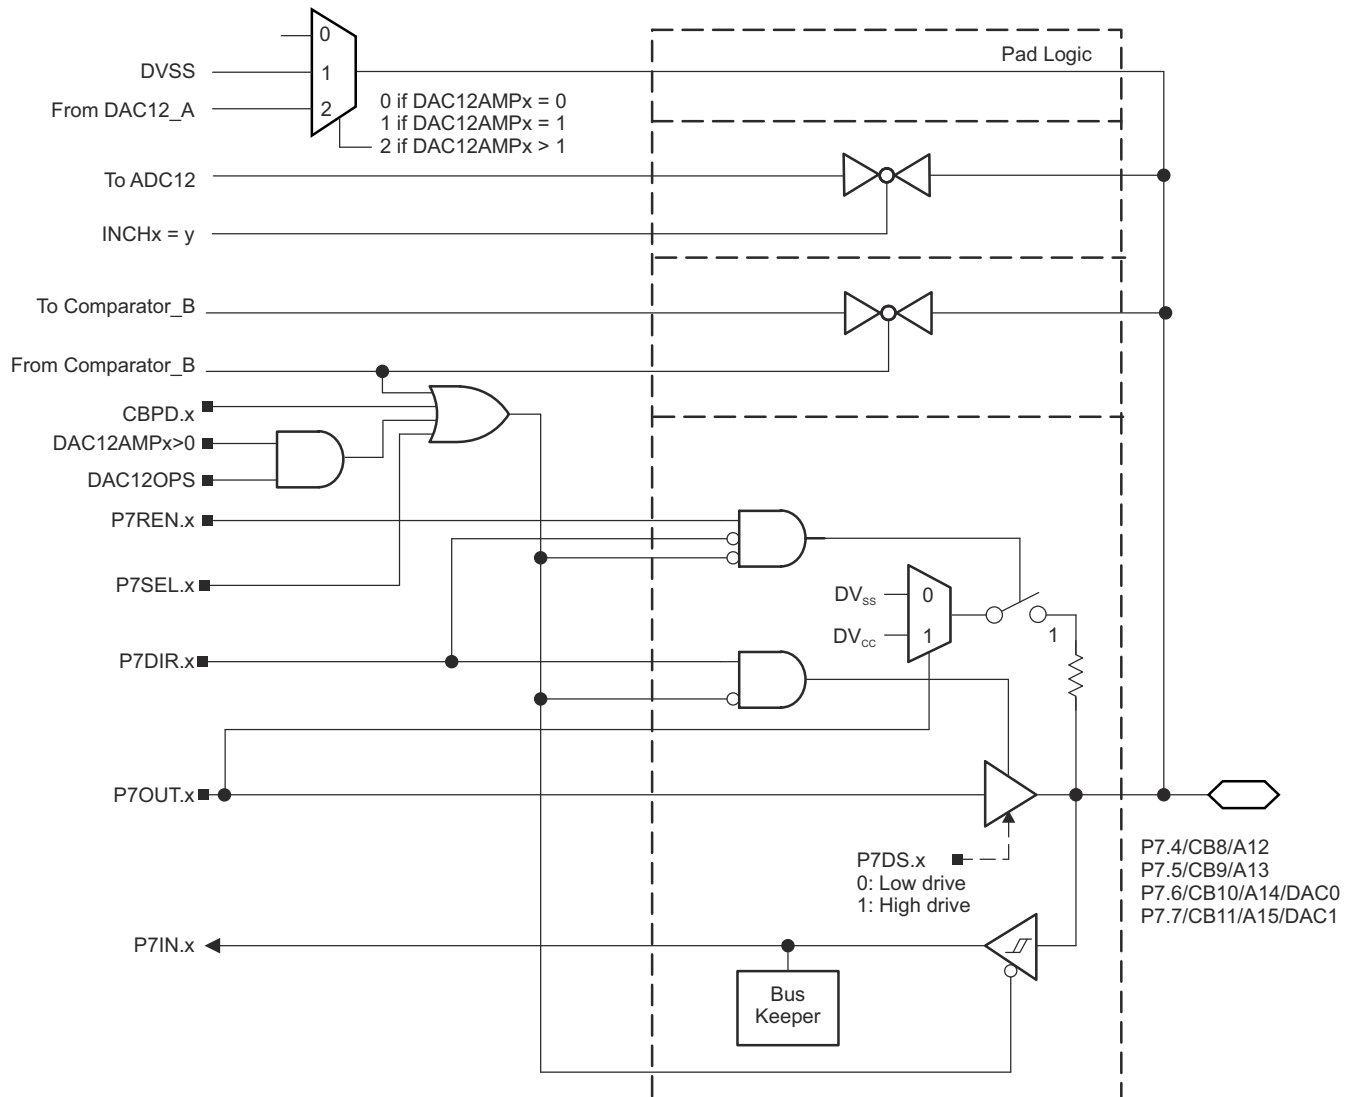 0
Pad Logic
DVSS
1
From DAC12_A
2
0 if DAC12AMPx = 0
1 if DAC12AMPx = 1
2 if DAC12AMPx > 1
To ADC12
INCHx = y
To Comparator_B
From Comparator_B
CBPD.x
DAC12AMPx>0
DAC12OPS
P7REN.x
P7SEL.x
DVSS
0
DVCC
1
1
P7DIR.x
P7OUT.x
P7DS.x
0: Low drive
1: High drive
P7.4/CB8/A12
P7.5/CB9/A13
P7.6/CB10/A14/DAC0
P7.7/CB11/A15/DAC1
P7IN.x
Bus
Keeper